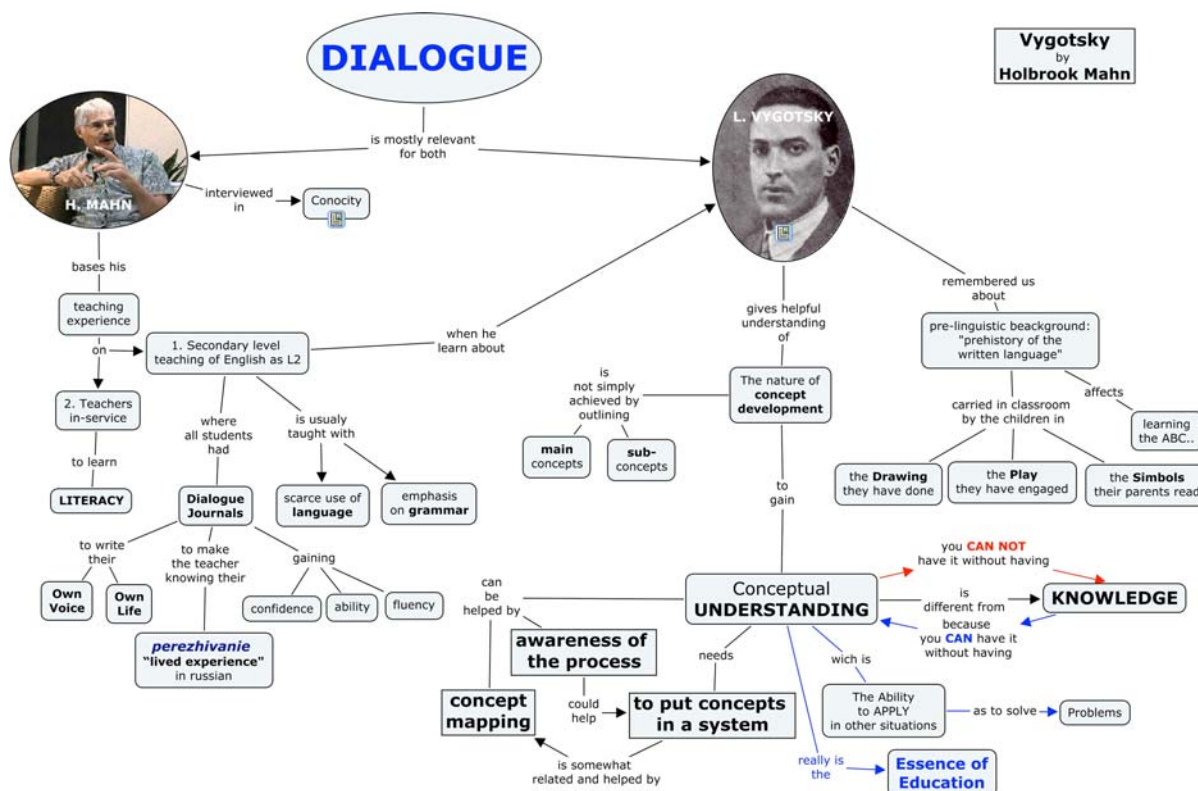 DIALOGUE
Vygotsky
by
Holbrook Mahn
is mostly relevant
for both
H. MAHN
L. VYGOTSKY
interviewed
in
Conocity
bases his
teaching
experience
on
1. Secondary level
teaching of English as L2
when he
learn about
2. Teachers
in-service
to learn
LITERACY
where
all students
had
is usualy
taught with
scarce use of
language
emphasis
on grammar
Dialogue
Journals
to write
their
Own
Voice
Own
Life
to make
the teacher
knowing their
perezhivanie
"lived experience"
in russian
gaining
confidence
ability
fluency
gives helpful
understanding
of
The nature of
concept
development
is
not simply
achieved by
outlining
main
concepts
sub-
concepts
to
gain
remembered us
about
pre-linguistic beackground:
"prehistory of the
written language"
affects
learning
the ABC..
carried in classroom
by the children in
the Drawing
they have done
the Play
they have engaged
the Simbols
their parents read
Conceptual
UNDERSTANDING
you CAN NOT
have it without having
is
different from
KNOWLEDGE
because
you CAN have it
without having
can
be
helped by
awareness of
the process
concept
mapping
could
help
needs
to put concepts
in a system
is somewhat
related and helped by
wich is
The Ability
to APPLY
in other situations
as to solve
Problems
really is
the
Essence of
Education